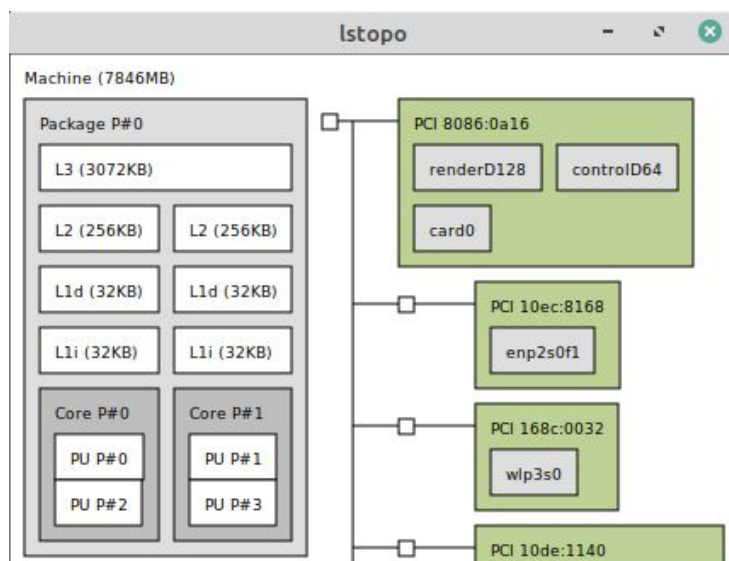 lstopo
Machine (7846MB)
Package P#0
L3 (3072KB)
L2 (256KB) L2 (256KB)
L1d (32KB) L1d (32KB)
L1i (32KB) L1i (32KB)
Core P#0 Core P#1
PU P#0 PU P#1
PU P#2 PU P#3
PCI 8086:0a16
renderD128 controlD64
card0
PCI 10ec:8168
enp2s0f1
PCI 168c:0032
wlp3s0
PCI 10de:1140